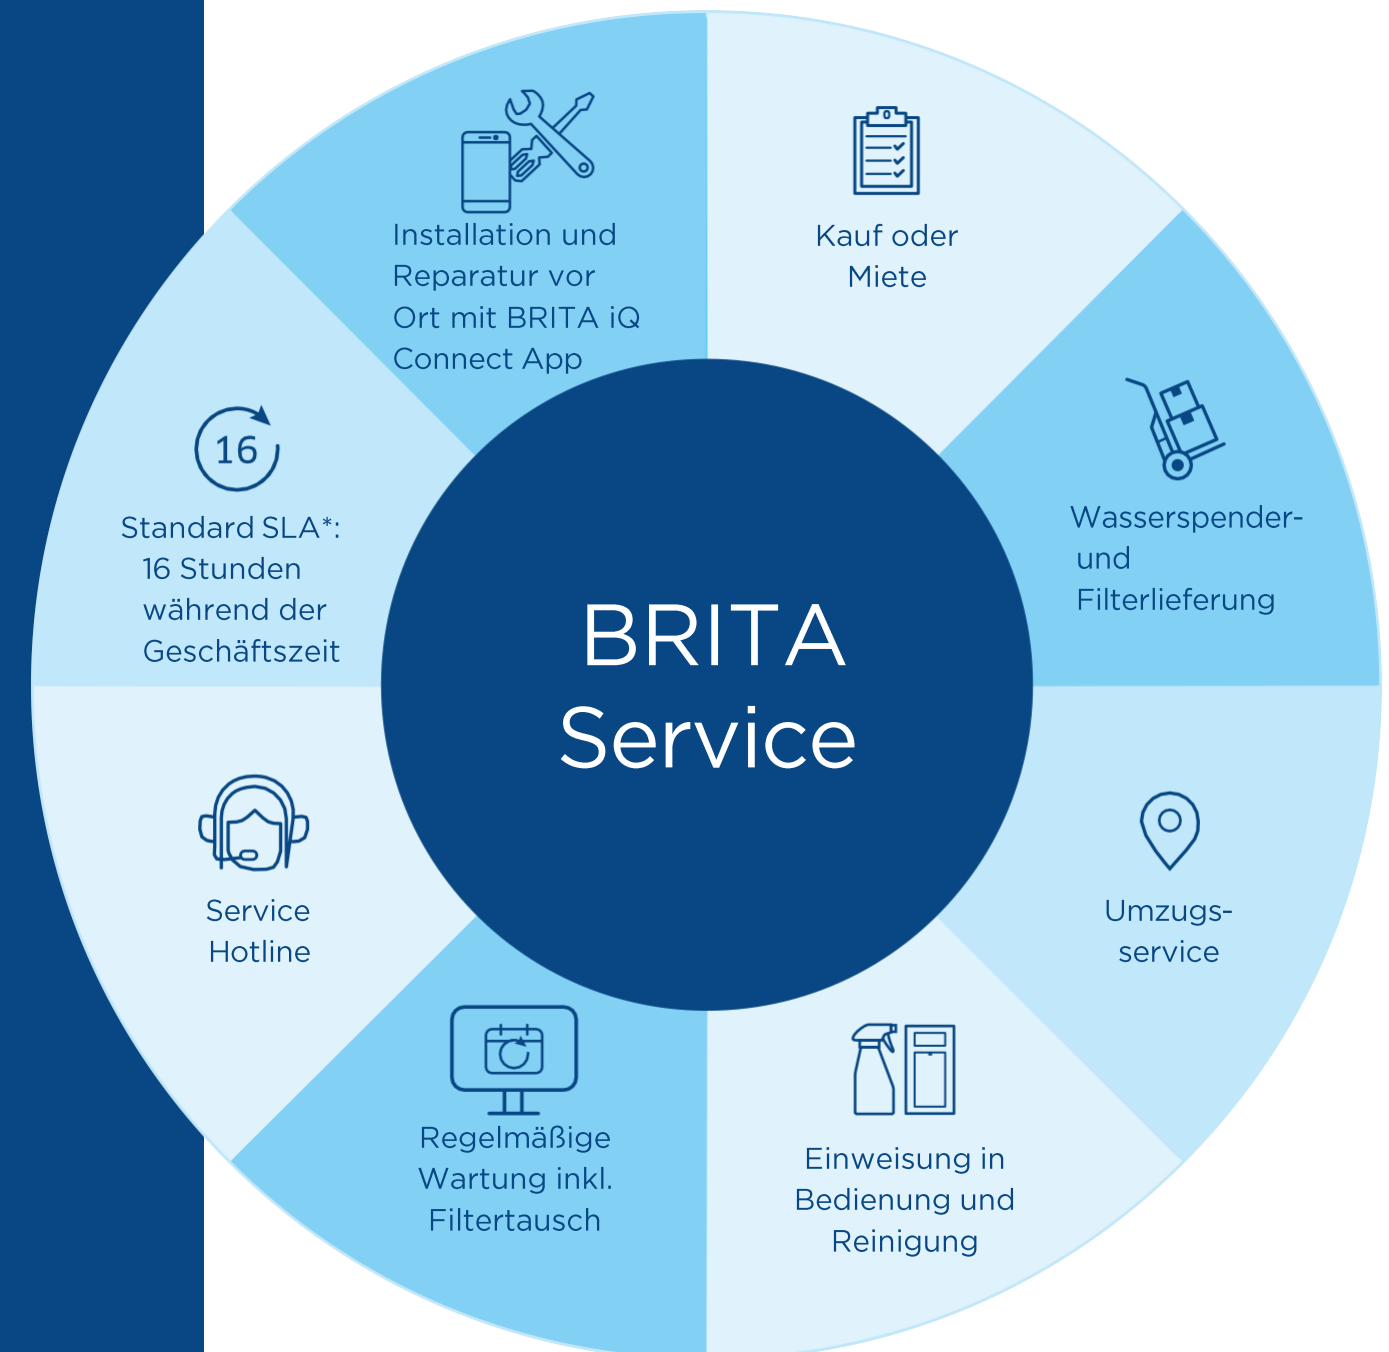 Installation und
Reparatur vor
Ort mit BRITA iQ
Connect App
0
Kauf oder
Miete
Wasserspender-
und
Filterlieferung
Umzugs-
service
Einweisung in
Bedienung und
Reinigung
Regelmäßige
Wartung inkl.
Filtertausch
Service
Hotline
16
Standard SLA*:
16 Stunden
während der
Geschäftszeit
BRITA
Service